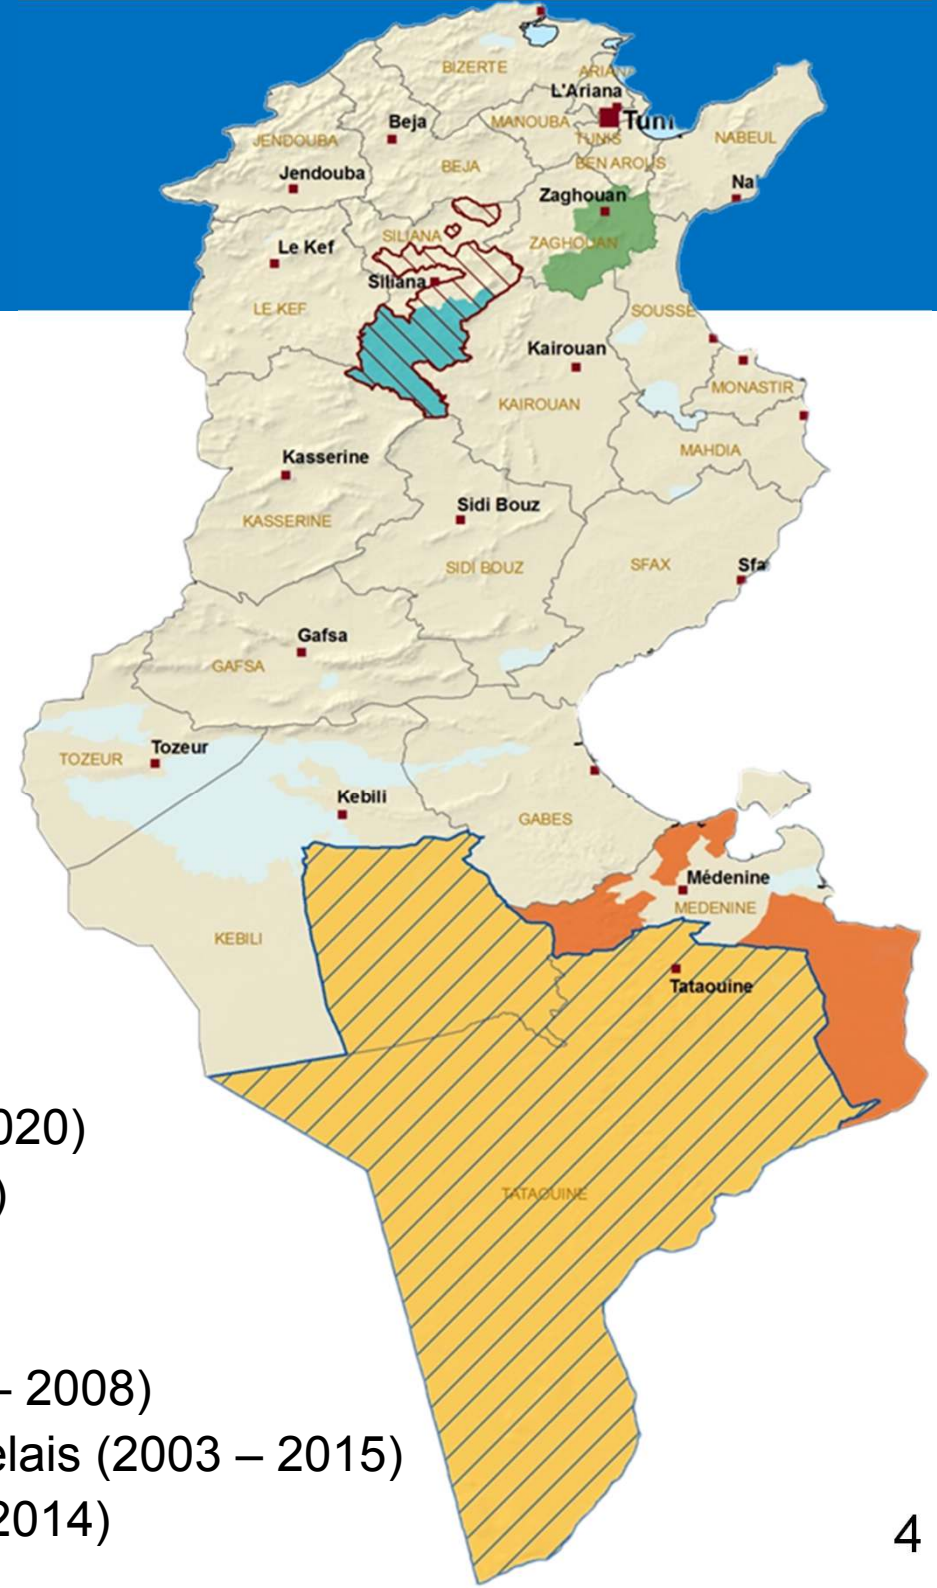 BIZERTE
ARIAN
L'Ariana
Beja
MANOUBA
Tuni
TUNIS
NABEUL
JENDOUBA
BEJA
BEN AROUS
Jendouba
Na
Zaghouan
SILIANA
ZAGHOUAN
Le Kef
Siliana
LE KEF
SOUSSE
Kairouan
MONASTIR
KAIROUAN
MAHDIA
Kasserine
Sidi Bouz
KASSERINE
SIDI BOUZ
SFAX
Sfa
Gafsa
GAFSA
Tozeur
TOZEUR
Kebili
GABES
Médenine
MEDENINE
KEBILI
Tataouine
020)
)
TATAOUINE
– 2008)
elais (2003 – 2015)
2014)
4